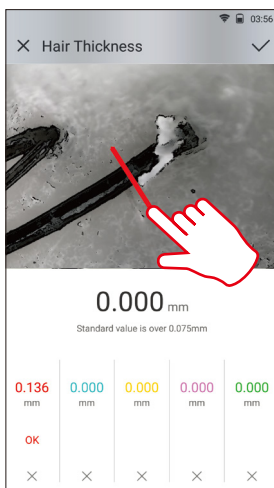 03:56
× Hair Thickness
0.000 mm
Standard value is over 0.075mm
0.136 0.000 0.000 0.000 0.000
mm mm mm mm mm
OK
× × × × ×